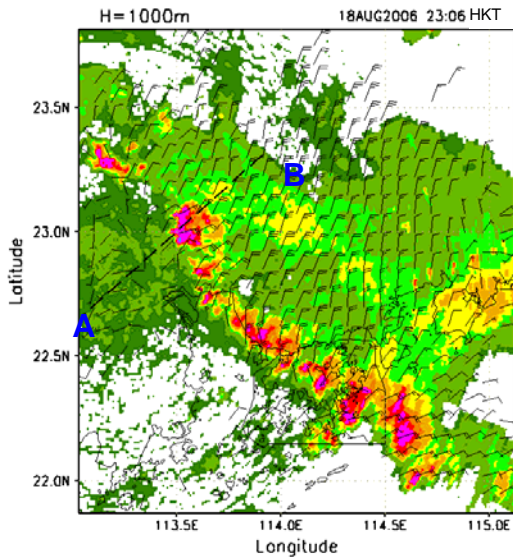 H=1000m 18AUG2006 23:06 HKT
23.5N
B
23.0N
Latitude
A
22.5N
22.0N
113.5E 114.0E 114.5E 115.0E
Longitude